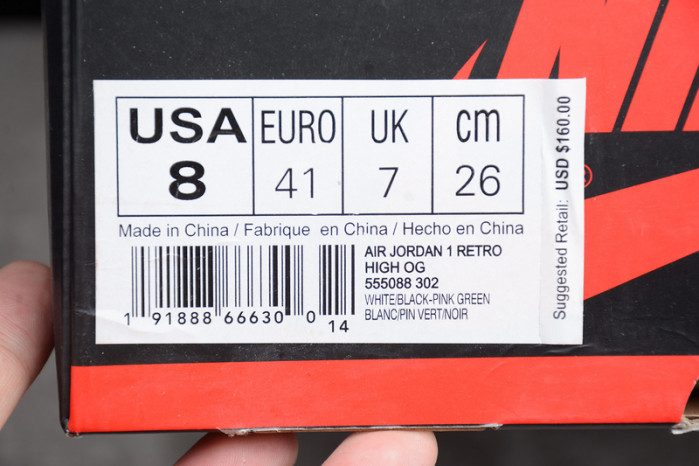 USA EURO UK cm
8 41 7 26
Made in China / Fabrique en China / Hecho en China
AIR JORDAN 1 RETRO
HIGH OG
555088 302
WHITE/BLACK-PINK GREEN
BLANC/PIN VERT/NOIR
1 91888 66630 0 14
Suggested Retail: USD $160.00
®